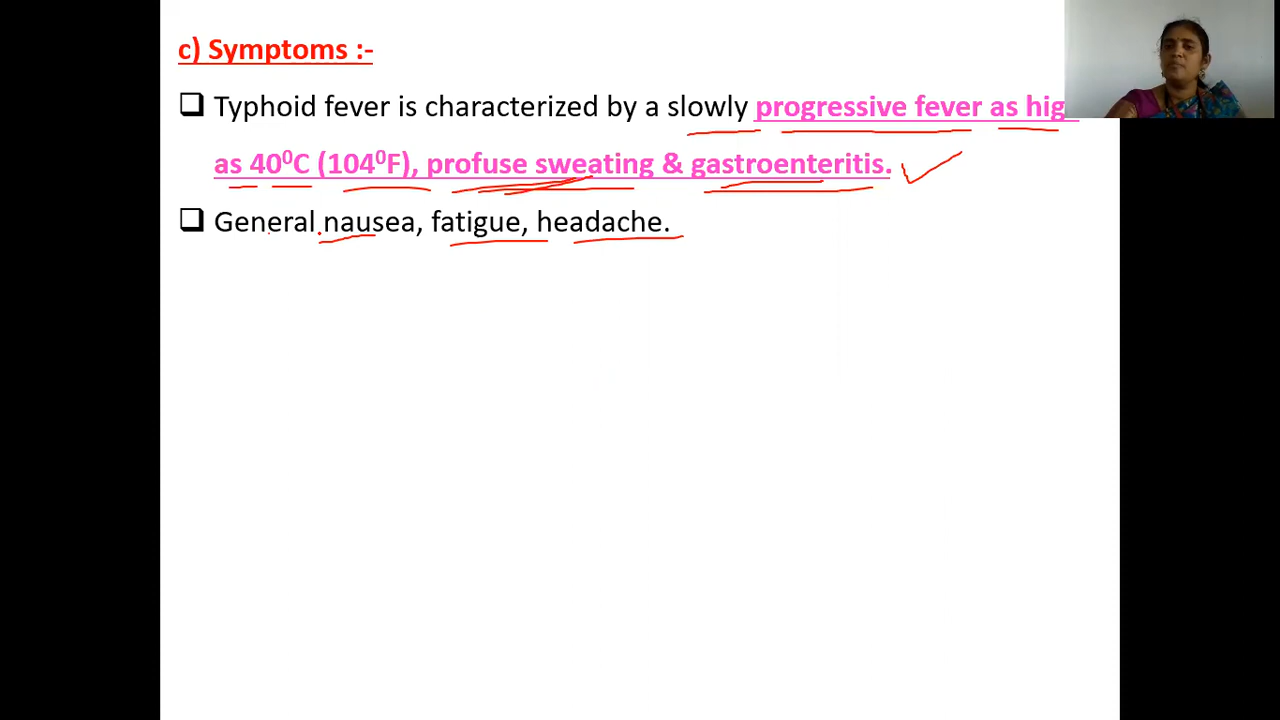 c) Symptoms :-
❑ Typhoid fever is characterized by a slowly progressive fever as hig
as 40⁰C (104⁰F), profuse sweating & gastroenteritis.
❑ General nausea, fatigue, headache.